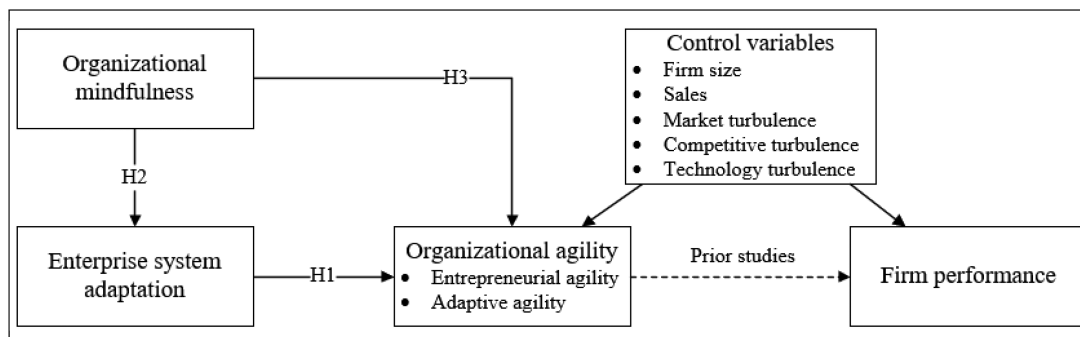 Organizational
mindfulness
H3
Control variables
• Firm size
• Sales
• Market turbulence
• Competitive turbulence
• Technology turbulence
H2
Enterprise system
adaptation
H1
Organizational agility
• Entrepreneurial agility
• Adaptive agility
Prior studies
Firm performance